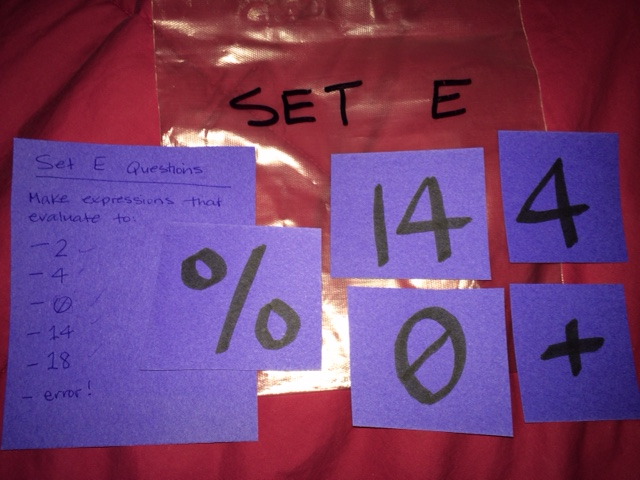 SET E
Set E Questions
Make expressions that
evaluate to:
- 2
- 4
- 0
- 14
- 18
- error!
%
14
4
0
+